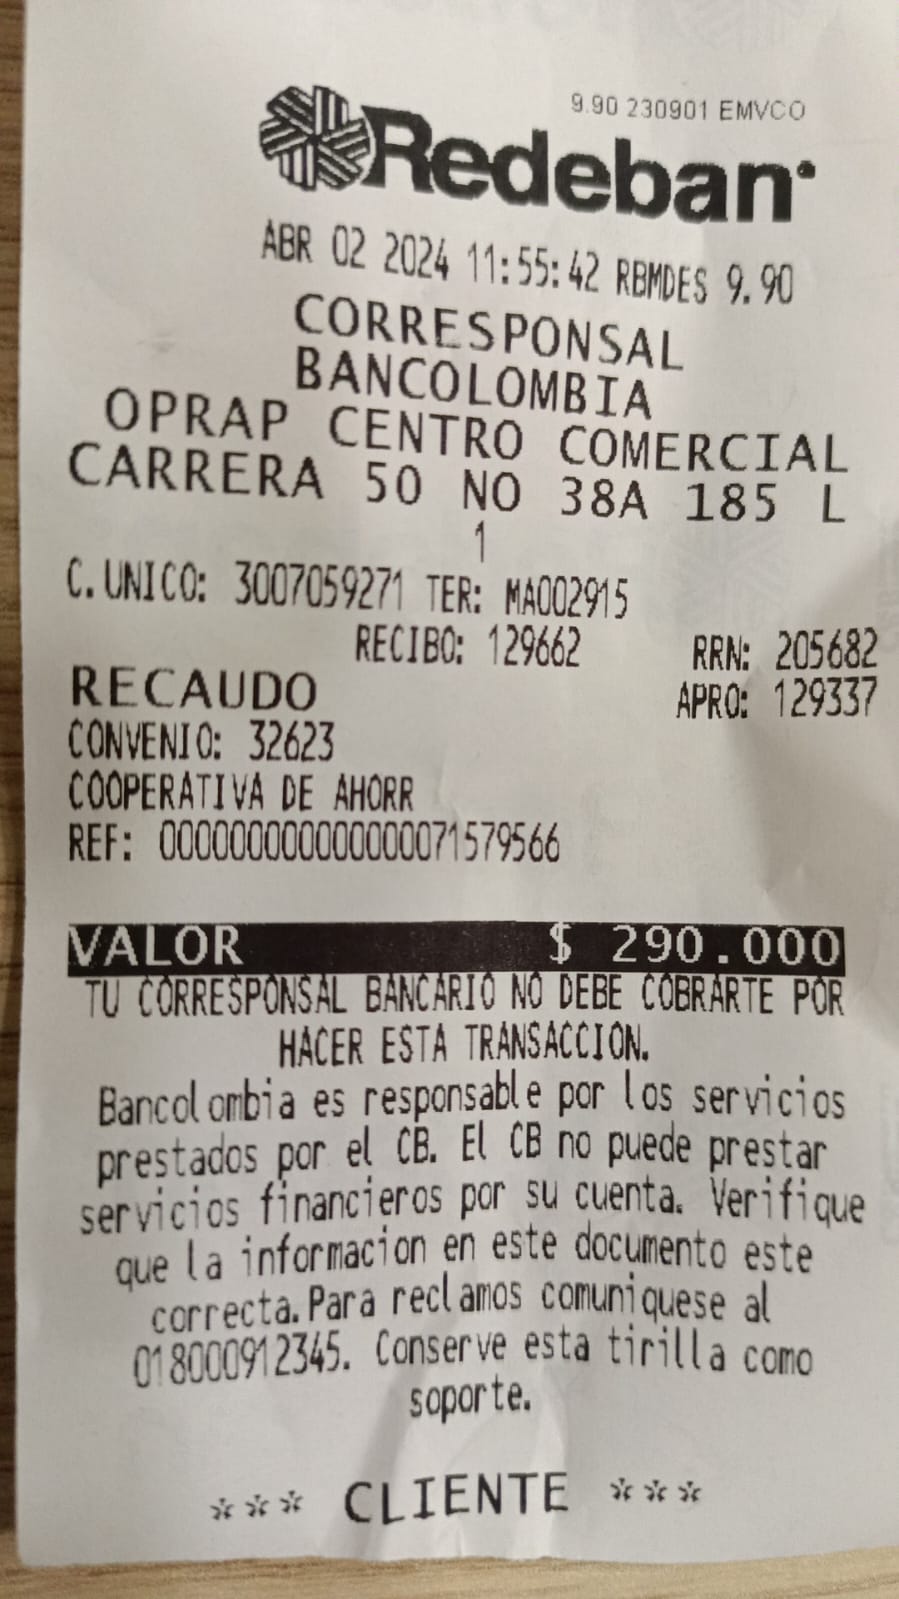 9.90 230901 EMVCO
Redeban
ABR 02 2024 11:55:42 RBMDES 9.90
CORRESPONSAL
BANCOLOMBIA
OPRAP CENTRO COMERCIAL
CARRERA 50 NO 38A 185 L
1
C. UNICO: 3007059271 TER: MA002915
RECIBO: 129662 RRN: 205682
RECAUDO APRO: 129337
CONVENIO: 32623
COOPERATIVA DE AHORR
REF: 000000000000000071579566
VALOR $ 290.000
TU CORRESPONSAL BANCARIO NO DEBE COBRARTE POR
HACER ESTA TRANSACCION.
Bancolombia es responsable por los servicios
prestados por el CB. El CB no puede prestar
servicios financieros por su cuenta. Verifique
que la informacion en este documento este
correcta. Para reclamos comuniquese al
018000912345. Conserve esta tirilla como
soporte.
*** CLIENTE ***